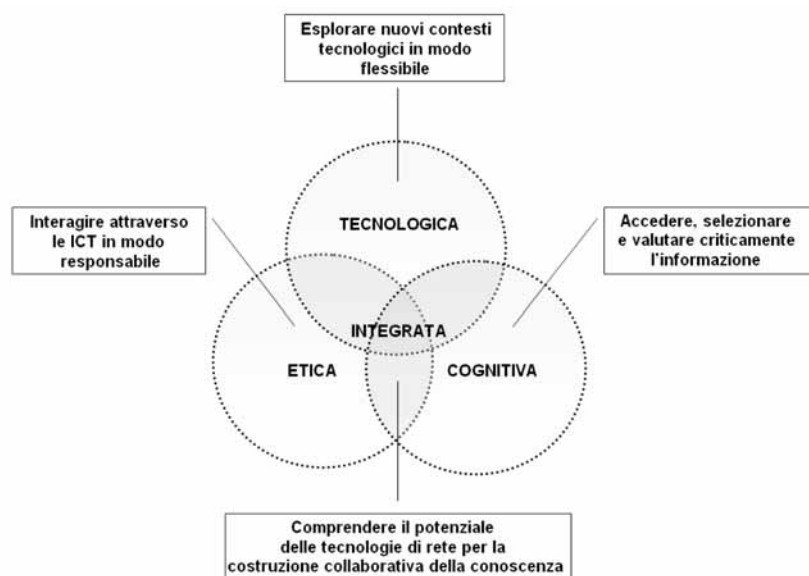 Esplorare nuovi contesti
tecnologici in modo
flessibile
Interagire attraverso
le ICT in modo
responsabile
TECNOLOGICA
Accedere, selezionare
e valutare criticamente
l'informazione
INTEGRATA
ETICA
COGNITIVA
Comprendere il potenziale
delle tecnologie di rete per la
costruzione collaborativa della conoscenza